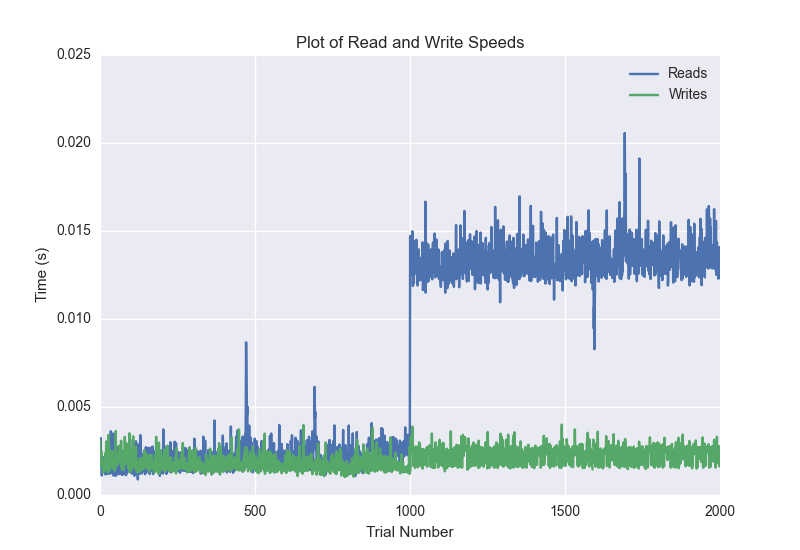 Plot of Read and Write Speeds
0.025
0.020
0.015
0.010
0.005
0.000
Time (s)
Reads
Writes
0
500
1000
1500
2000
Trial Number